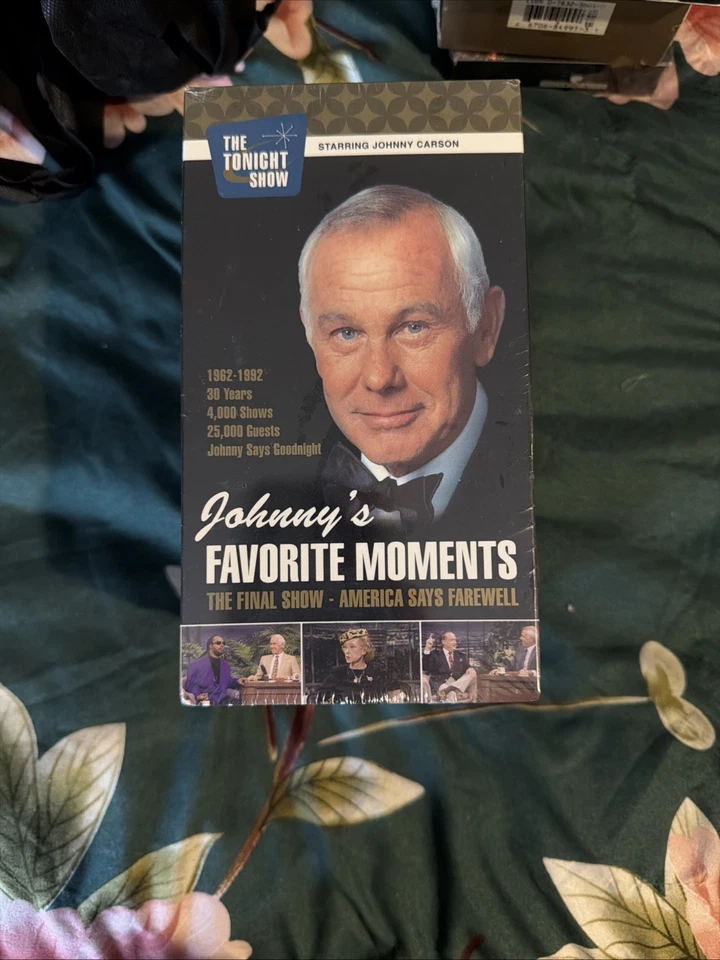 THE
TONIGHT
SHOW
STARRING JOHNNY CARSON
1962-1992
30 Years
4,000 Shows
25,000 Guests
Johnny Says Goodnight
Johnny's
FAVORITE MOMENTS
THE FINAL SHOW - AMERICA SAYS FAREWELL